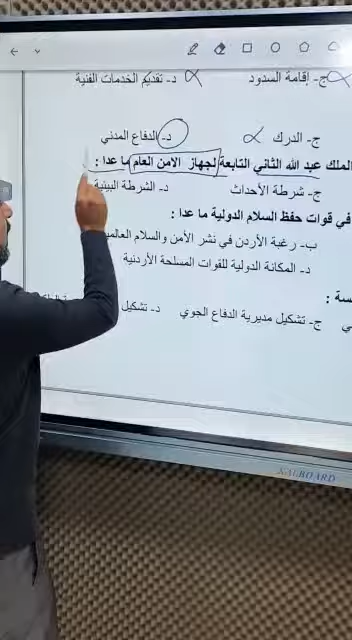 ج- إقامة السدود د- تقديم الخدمات الفنية
ج- الدرك د- الدفاع المدني
الملك عبد الله الثاني التابعة لجهاز الامن العام ما عدا :
ج- شرطة الأحداث د- الشرطة البيئية
في قوات حفظ السلام الدولية ما عدا :
ب- رغبة الأردن في نشر الأمن والسلام
د- المكانة الدولية للقوات المسلحة الأردنية
ج- تشكيل مديرية الدفاع الجوي د- تشكيل